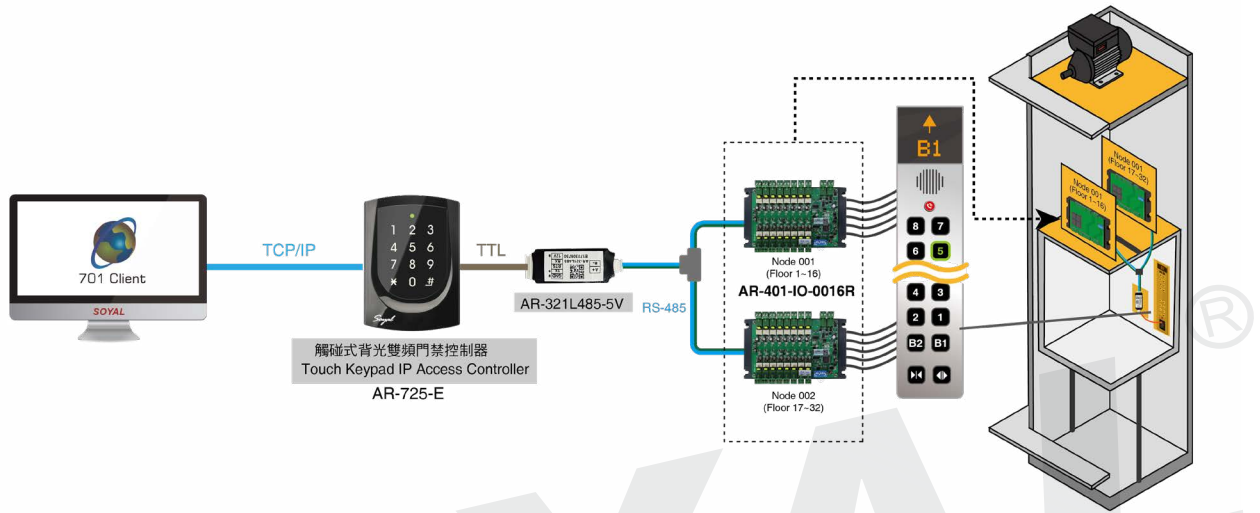 701 Client
SOYAL
TCP/IP
1 2 3
4 5 6
7 8 9
* 0 #
Soyal
觸碰式背光雙頻門禁控制器
Touch Keypad IP Access Controller
AR-725-E
TTL
AR-321L485-5V
RS-485
Node 001
(Floor 1~16)
AR-401-IO-0016R
Node 002
(Floor 17~32)
B1
8 7
6 5
4 3
2 1
B2 B1
Node 001
(Floor 17~32)
Node 001
(Floor 1~16)
®